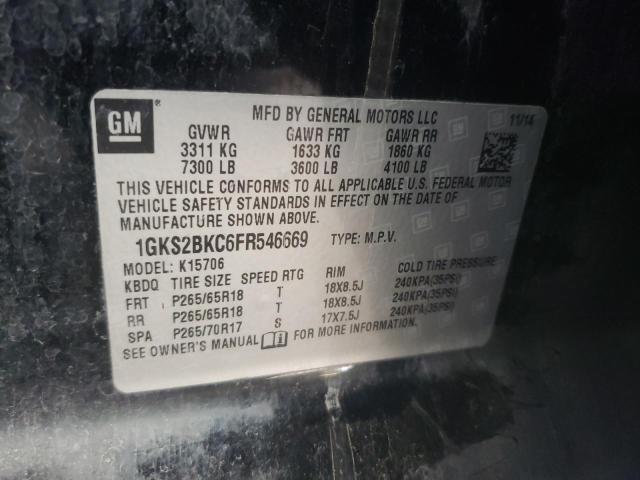 GM
MFD BY GENERAL MOTORS LLC 11/14
GVWR GAWR FRT GAWR RR
3311 KG 1633 KG 1860 KG
7300 LB 3600 LB 4100 LB
THIS VEHICLE CONFORMS TO ALL APPLICABLE U.S. FEDERAL MOTOR
VEHICLE SAFETY STANDARDS IN EFFECT ON THE DATE OF
MANUFACTURE SHOWN ABOVE.
1GKS2BKC6FR546669 TYPE: M.P.V.
MODEL: K15706
KBDQ TIRE SIZE SPEED RTG RIM COLD TIRE PRESSURE
FRT P265/65R18 T 18X8.5J 240KPA(35PSI)
RR P265/65R18 T 18X8.5J 240KPA(35PSI)
SPA P265/70R17 S 17X7.5J 240KPA(35PSI)
SEE OWNER'S MANUAL FOR MORE INFORMATION.